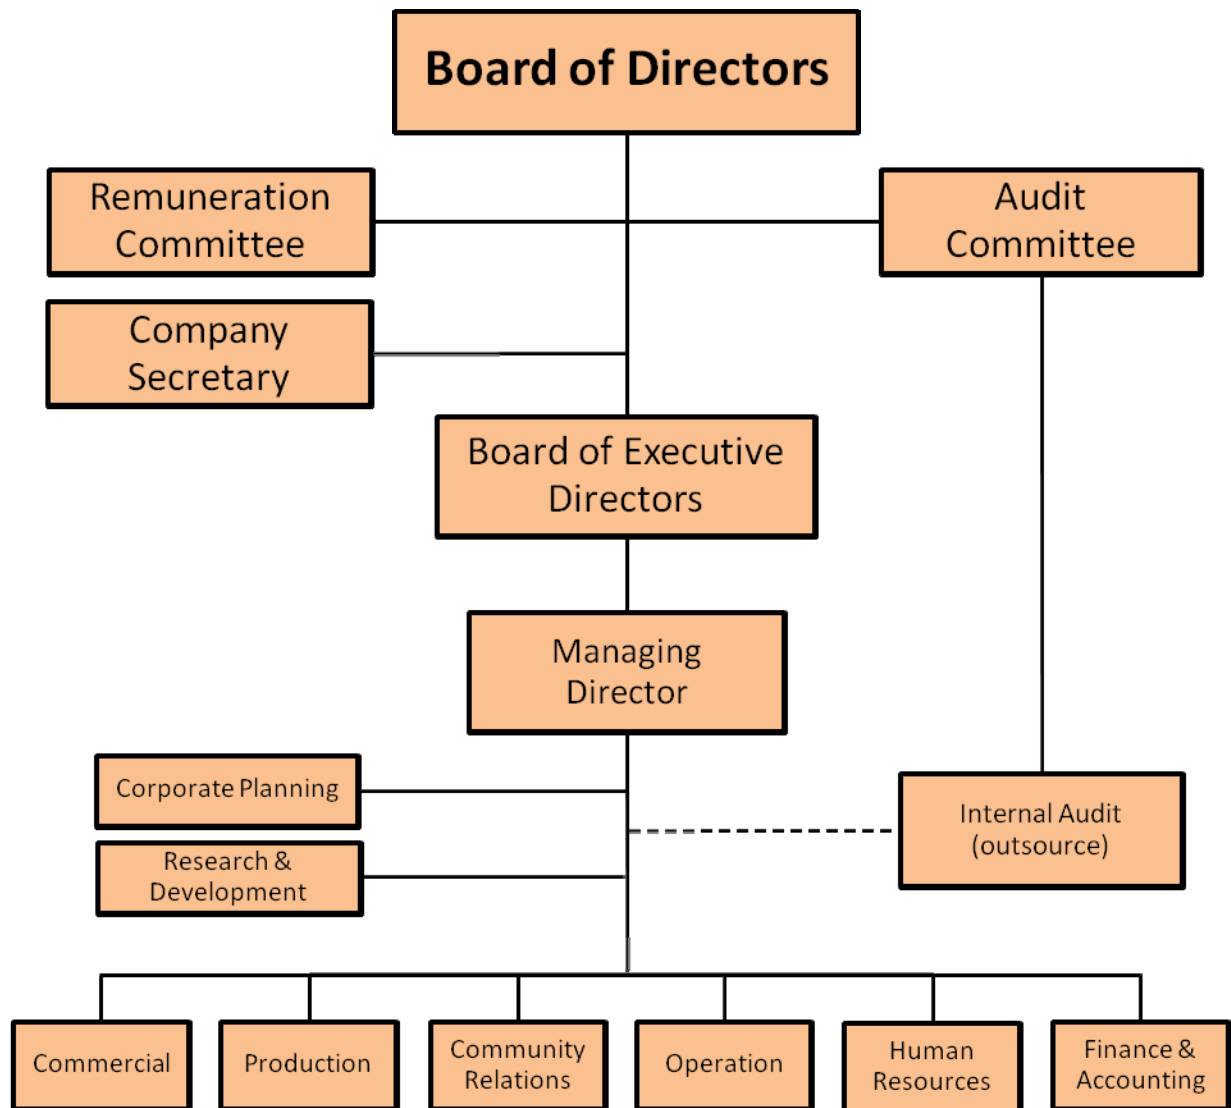 Board of Directors
Remuneration
Committee
Audit
Committee
Company
Secretary
Board of Executive
Directors
Managing
Director
Corporate Planning
Internal Audit
(outsource)
Research &
Development
Commercial
Production
Community
Relations
Operation
Human
Resources
Finance &
Accounting